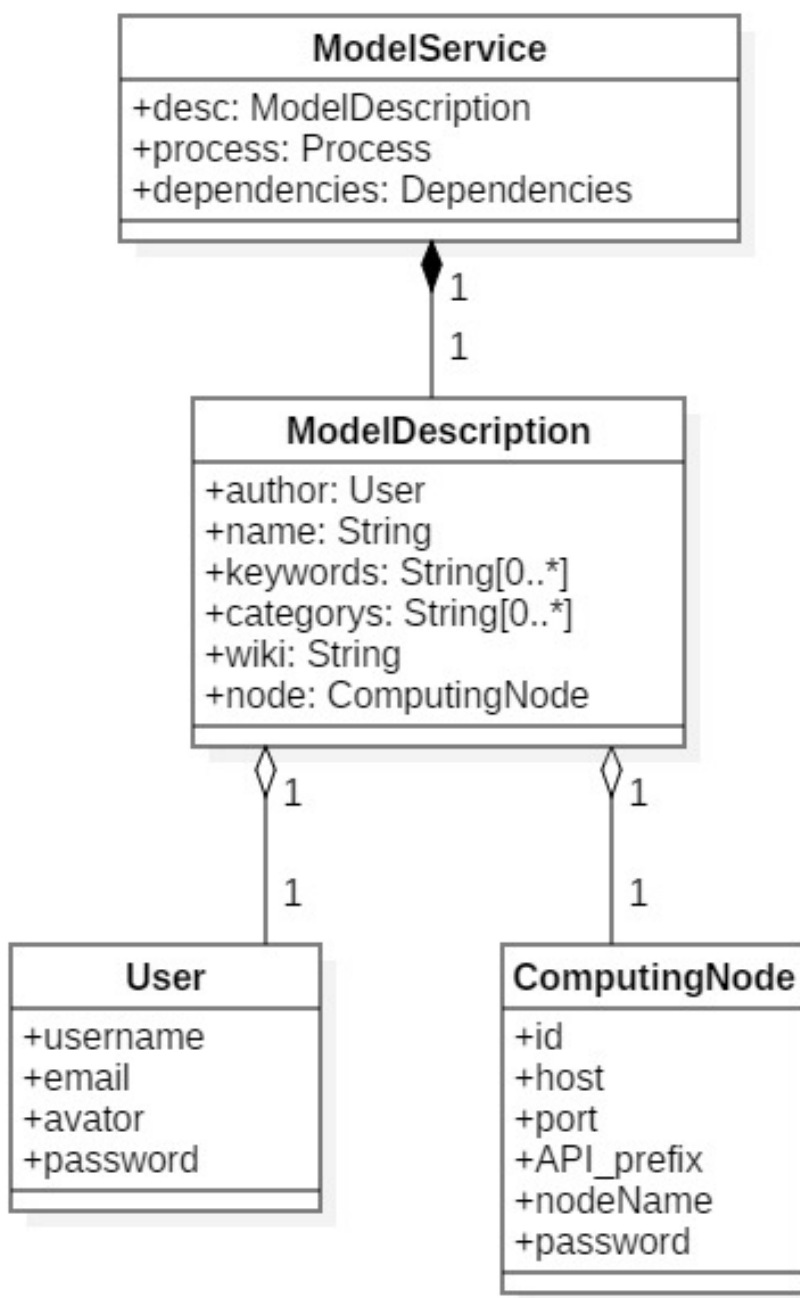 ModelService
+desc: ModelDescription
+process: Process
+dependencies: Dependencies
1
1
ModelDescription
+author: User
+name: String
+keywords: String[0..*]
+categorys: String[0..*]
+wiki: String
+node: ComputingNode
1
1
1
1
User
+username
+email
+avator
+password
ComputingNode
+id
+host
+port
+API_prefix
+nodeName
+password